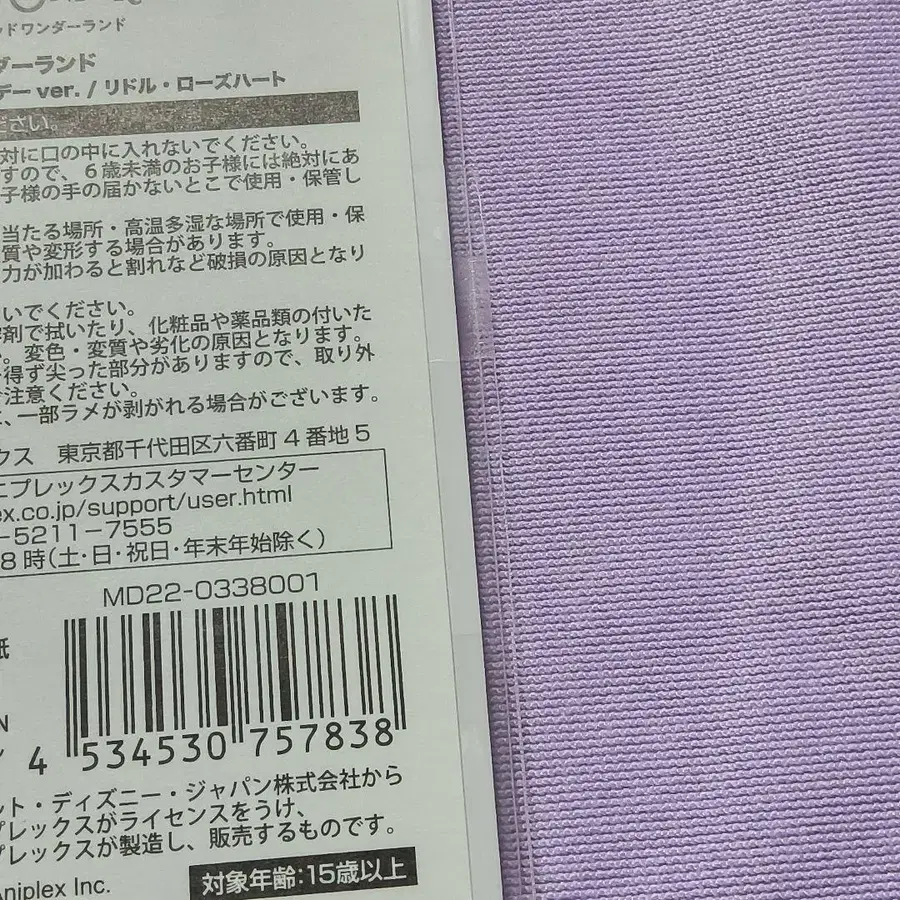 ッドワンダーランド
ダーランド
デーver. / リドル・ローズハート
ださい。
対に口の中に入れないでください。
すので、６歳未満のお子様には絶対にあ
子様の手の届かないとこで使用・保管し
当たる場所・高温多湿な場所で使用・保
質や変形する場合があります。
力が加わると割れなど破損の原因となり
いでください。
溶剤で拭いたり、化粧品や薬品類の付いた
い。変色・変質や劣化の原因となります。
を得ず尖った部分がありますので、取り外
ご注意ください。
に、一部ラメが剥がれる場合がございます。
クス 東京都千代田区六番町4番地5
ニプレックスカスタマーセンター
ex.co.jp/support/user.html
-5211-7555
8時(土・日・祝日・年末年始除く)
MD22-0338001
紙
N
4 534530 757838
ット・ディズニー・ジャパン株式会社から
プレックスがライセンスをうけ、
プレックスが製造し、販売するものです。
Aniplex Inc.
対象年齢:15歳以上